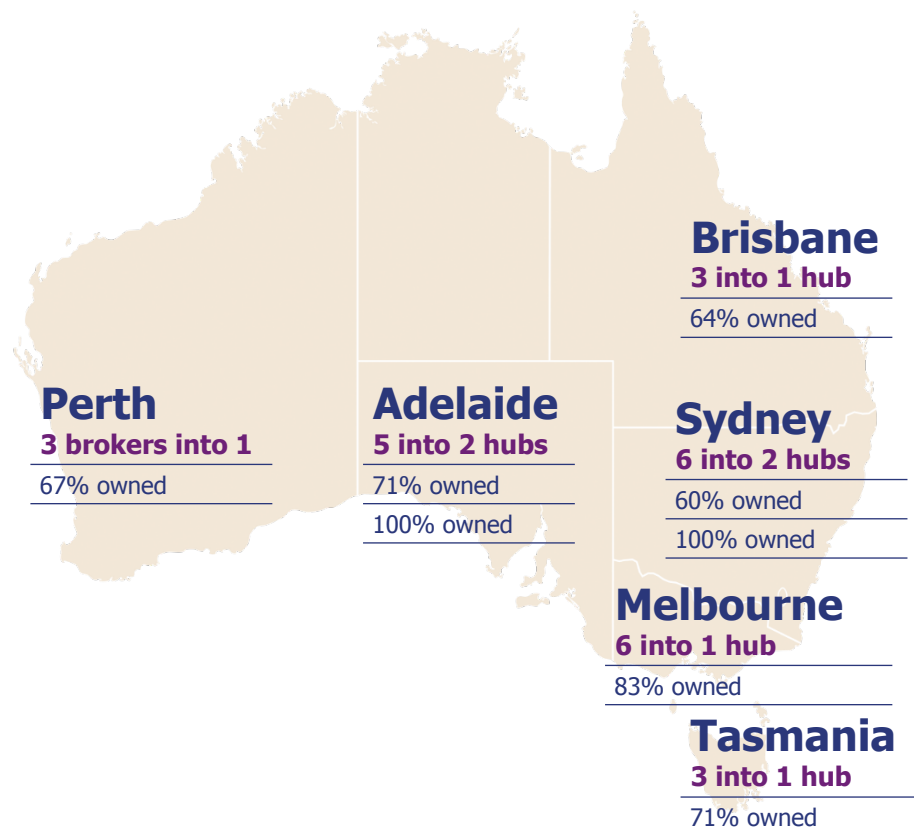 Brisbane
3 into 1 hub
64% owned
Perth
3 brokers into 1
67% owned
Adelaide
5 into 2 hubs
71% owned
100% owned
Sydney
6 into 2 hubs
60% owned
100% owned
Melbourne
6 into 1 hub
83% owned
Tasmania
3 into 1 hub
71% owned